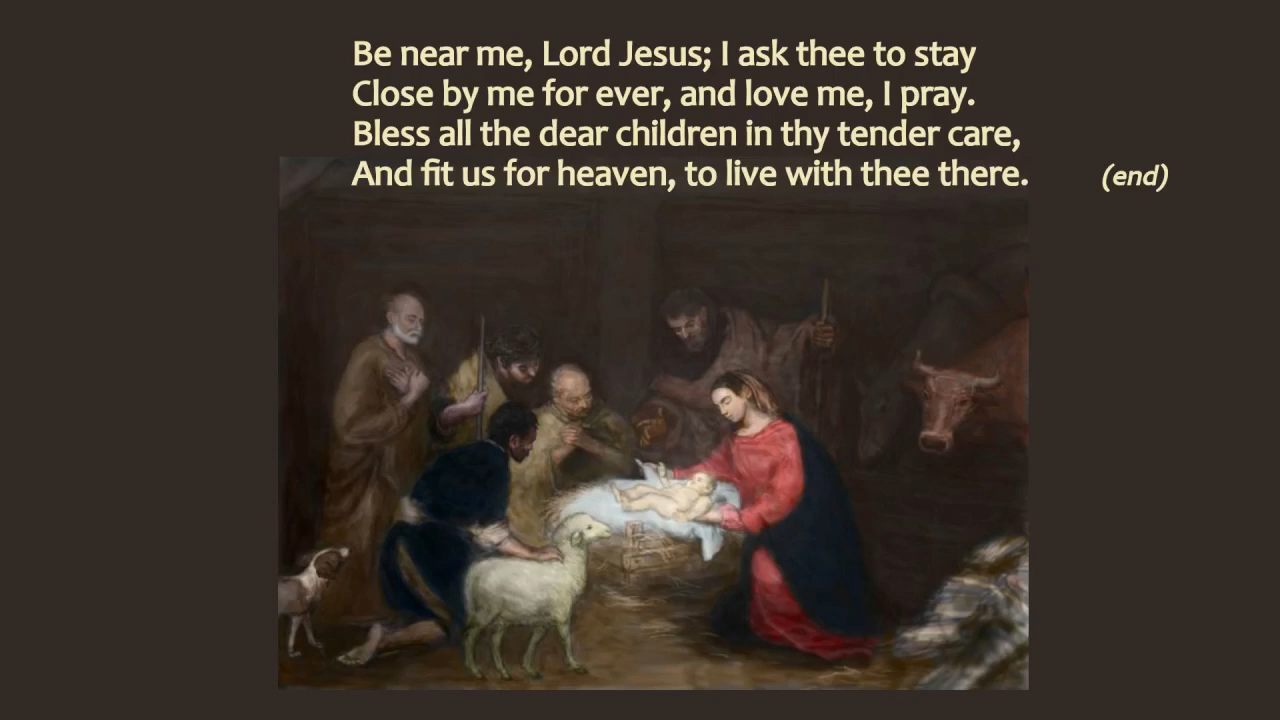 Be near me, Lord Jesus; I ask thee to stay
Close by me for ever, and love me, I pray.
Bless all the dear children in thy tender care,
And fit us for heaven, to live with thee there. (end)